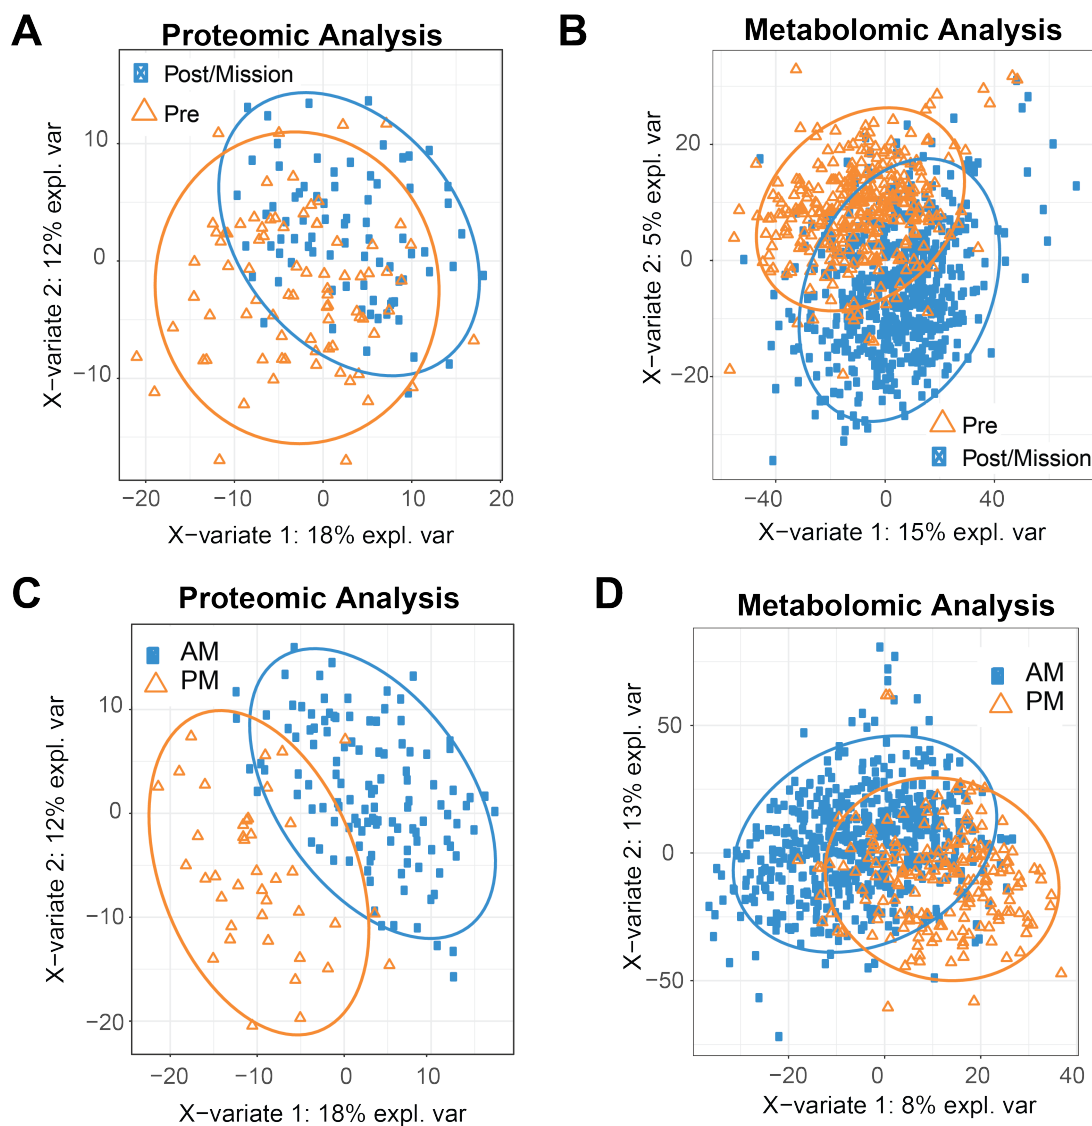 A
Proteomic Analysis
Post/Mission
Pre
X−variate 2: 12% expl. var
10
0
−10
−20
−10
0
10
20
X−variate 1: 18% expl. var
B
Metabolomic Analysis
X−variate 2: 5% expl. var
20
0
−20
Pre
Post/Mission
−40
0
40
X−variate 1: 15% expl. var
C
Proteomic Analysis
AM
PM
X−variate 2: 12% expl. var
10
0
−10
−20
−20
−10
0
10
X−variate 1: 18% expl. var
D
Metabolomic Analysis
AM
PM
X−variate 2: 13% expl. var
50
0
−50
−20
0
20
40
X−variate 1: 8% expl. var